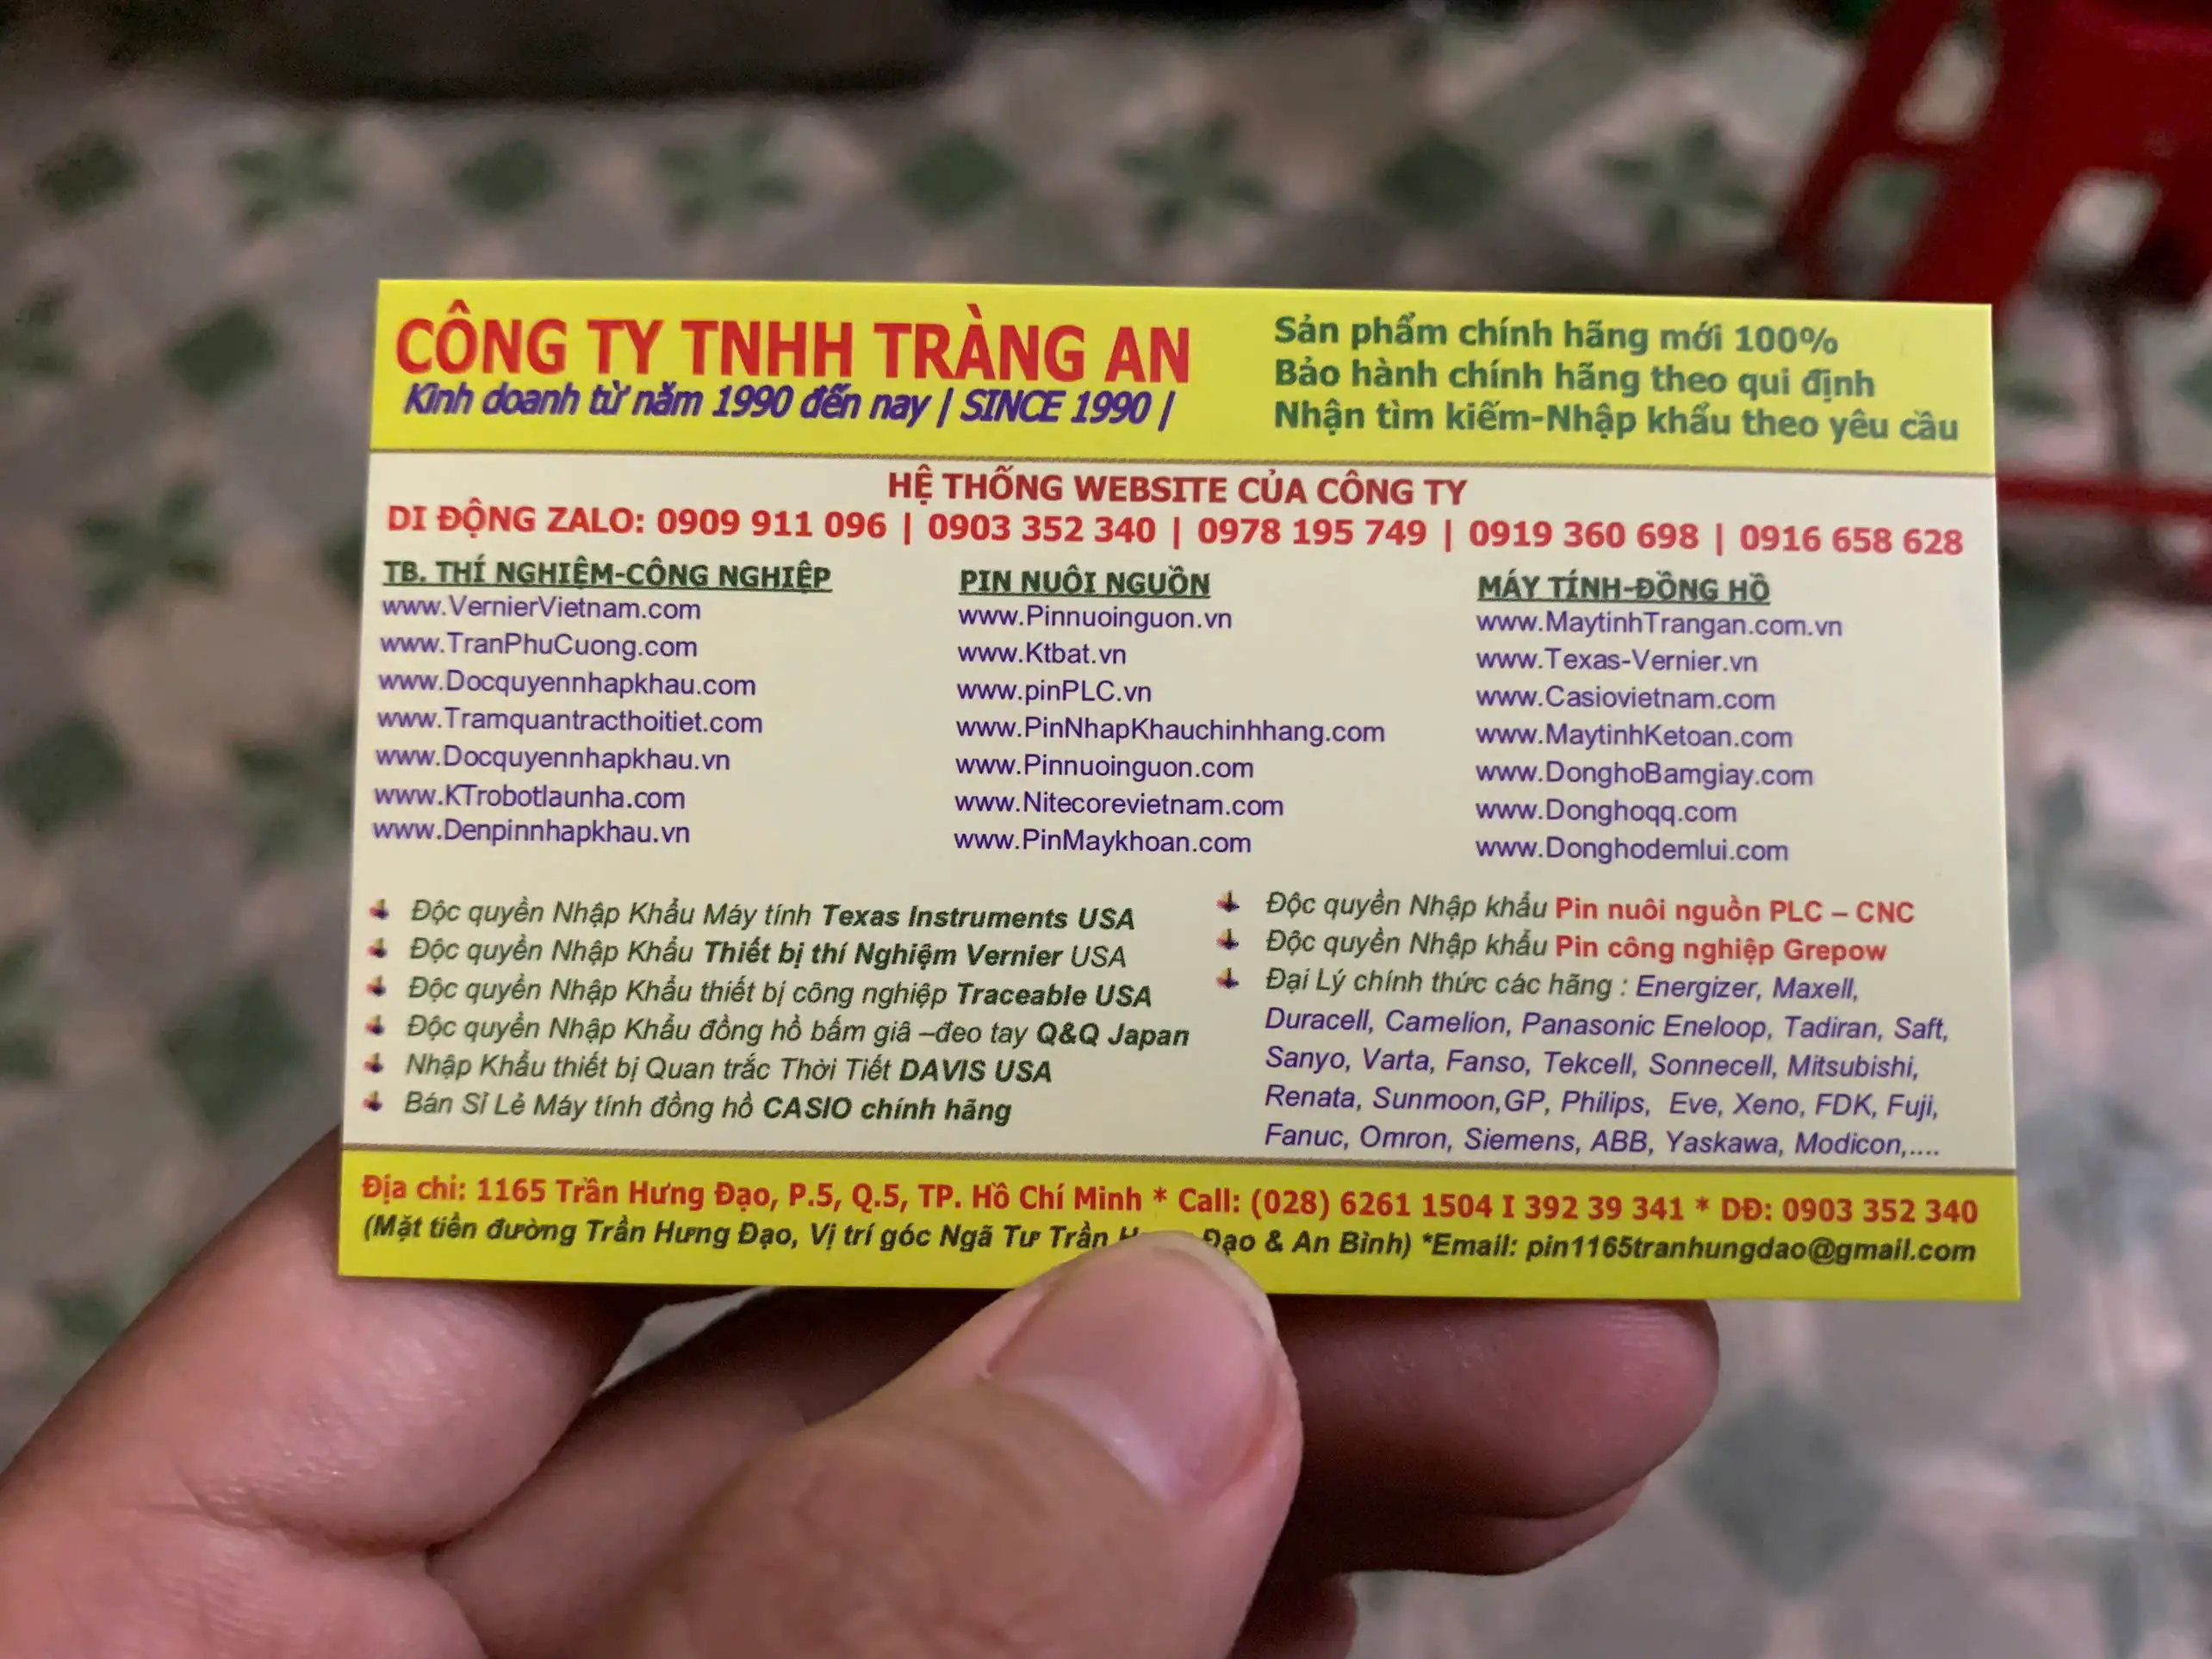 CÔNG TY TNHH TRÀNG AN
Kinh doanh từ năm 1990 đến nay | SINCE 1990 |
Sản phẩm chính hãng mới 100%
Bảo hành chính hãng theo qui định
Nhận tìm kiếm-Nhập khẩu theo yêu cầu
HỆ THỐNG WEBSITE CỦA CÔNG TY
DI ĐỘNG ZALO: 0909 911 096 | 0903 352 340 | 0978 195 749 | 0919 360 698 | 0916 658 628
TB. THÍ NGHIỆM-CÔNG NGHIỆP
www.VernierVietnam.com
www.TranPhuCuong.com
www.Docquyennhapkhau.com
www.Tramquantracthoitiet.com
www.Docquyennhapkhau.vn
www.KTrobotlaunha.com
www.Denpinnhapkhau.vn
PIN NUÔI NGUỒN
www.Pinnuoinguon.vn
www.Ktbat.vn
www.pinPLC.vn
www.PinNhapKhauchinhhang.com
www.Pinnuoinguon.com
www.Nitecorevietnam.com
www.PinMaykhoan.com
MÁY TÍNH-ĐỒNG HỒ
www.MaytinhTrangan.com.vn
www.Texas-Vernier.vn
www.Casiovietnam.com
www.MaytinhKetoan.com
www.DonghoBamgiay.com
www.Donghoqq.com
www.Donghodemlui.com
Độc quyền Nhập Khẩu Máy tính Texas Instruments USA
Độc quyền Nhập Khẩu Thiết bị thí Nghiệm Vernier USA
Độc quyền Nhập Khẩu thiết bị công nghiệp Traceable USA
Độc quyền Nhập Khẩu đồng hồ bấm giâ –đeo tay Q&Q Japan
Nhập Khẩu thiết bị Quan trắc Thời Tiết DAVIS USA
Bán Sỉ Lẻ Máy tính đồng hồ CASIO chính hãng
Độc quyền Nhập khẩu Pin nuôi nguồn PLC – CNC
Độc quyền Nhập khẩu Pin công nghiệp Grepow
Đại Lý chính thức các hãng : Energizer, Maxell,
Duracell, Camelion, Panasonic Eneloop, Tadiran, Saft,
Sanyo, Varta, Fanso, Tekcell, Sonnecell, Mitsubishi,
Renata, Sunmoon,GP, Philips, Eve, Xeno, FDK, Fuji,
Fanuc, Omron, Siemens, ABB, Yaskawa, Modicon,....
Địa chỉ: 1165 Trần Hưng Đạo, P.5, Q.5, TP. Hồ Chí Minh * Call: (028) 6261 1504 I 392 39 341 * DĐ: 0903 352 340
(Mặt tiền đường Trần Hưng Đạo, Vị trí góc Ngã Tư Trần Đạo & An Bình) *Email: pin1165tranhungdao@gmail.com